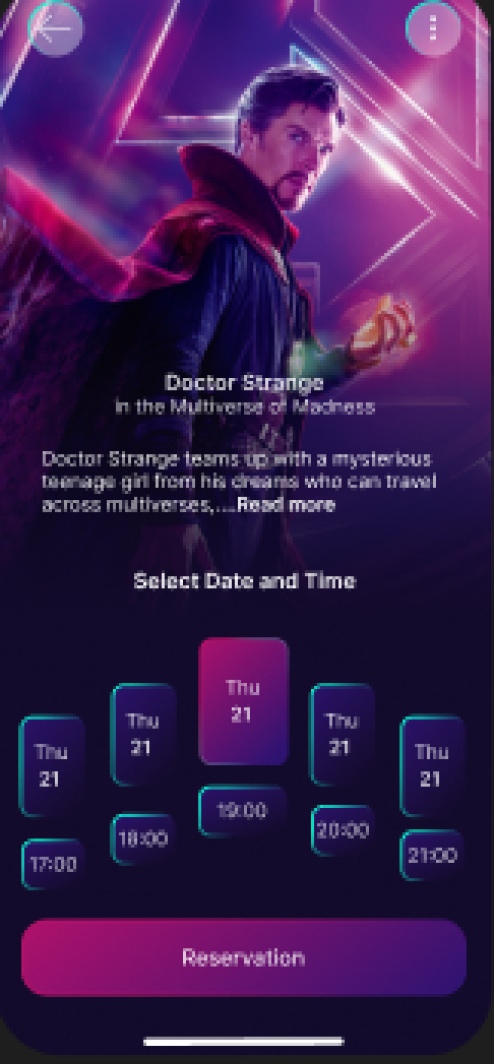 Doctor Strange
in the Multiverse of Madness
Doctor Strange teams up with a mysterious
teenage girl from his dreams who can travel
across multiverses,...Read more
Select Date and Time
Thu
21
Thu
21
Thu
21
Thu
21
Thu
21
17:00
18:00
19:00
20:00
21:00
Reservation